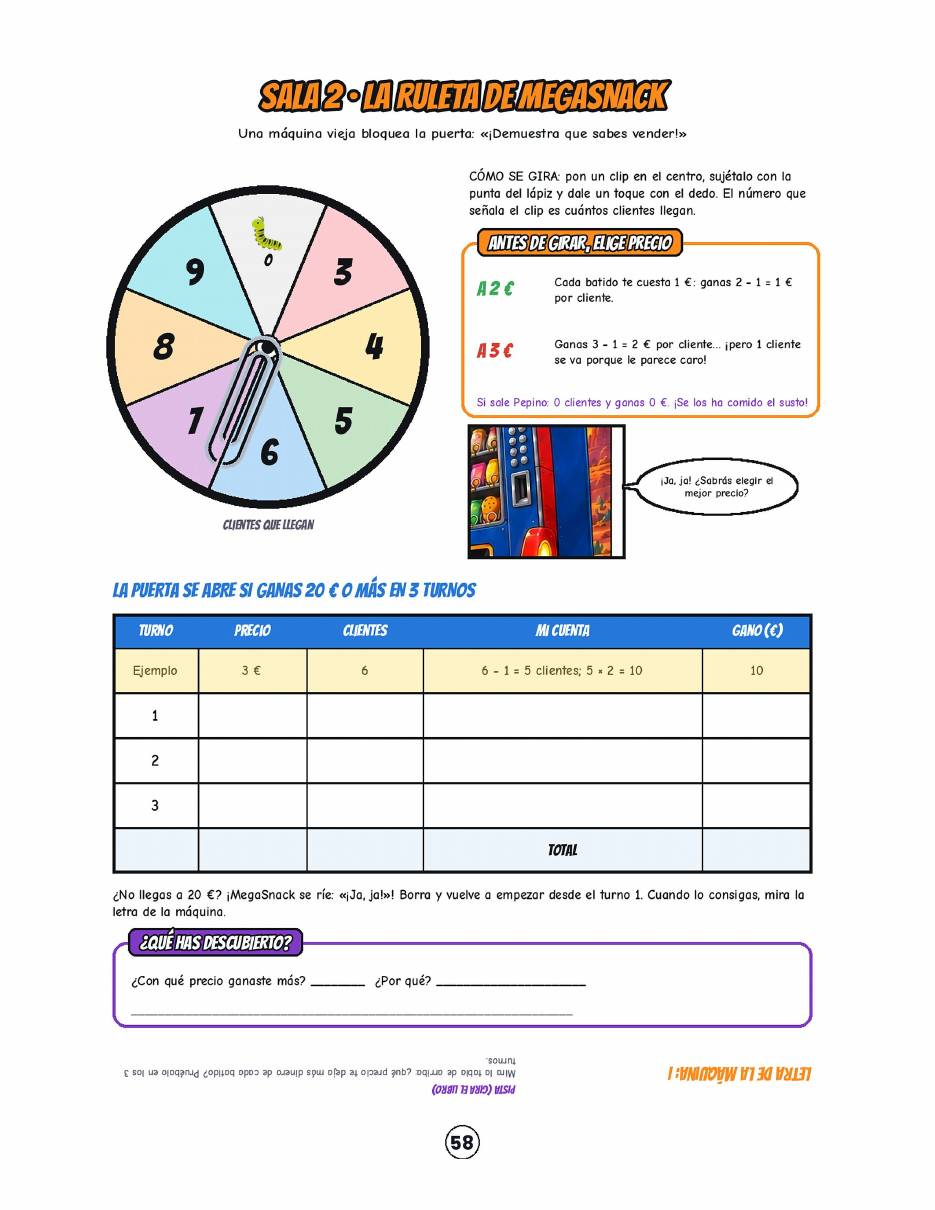 SALA 2 • LA RULETA DE MEGASNACK
Una máquina vieja bloquea la puerta: «¡Demuestra que sabes vender!»
0
3
4
5
6
7
8
9
CLIENTES QUE LLEGAN
CÓMO SE GIRA: pon un clip en el centro, sujétalo con la
punta del lápiz y dale un toque con el dedo. El número que
señala el clip es cuántos clientes llegan.
ANTES DE GIRAR, ELIGE PRECIO
A 2 €
Cada batido te cuesta 1 €: ganas 2 - 1 = 1 €
por cliente.
A 3 €
Ganas 3 - 1 = 2 € por cliente... ¡pero 1 cliente
se va porque le parece caro!
Si sale Pepino: 0 clientes y ganas 0 €. ¡Se los ha comido el susto!
¡Ja, ja! ¿Sabrás elegir el
mejor precio?
LA PUERTA SE ABRE SI GANAS 20 € O MÁS EN 3 TURNOS
TURNO PRECIO CLIENTES MI CUENTA GANO (€)
Ejemplo 3 € 6 6 - 1 = 5 clientes; 5 × 2 = 10 10
1
2
3
TOTAL
¿No llegas a 20 €? ¡MegaSnack se ríe: «¡Ja, ja!»! Borra y vuelve a empezar desde el turno 1. Cuando lo consigas, mira la
letra de la máquina.
¿QUÉ HAS DESCUBIERTO?
¿Con qué precio ganaste más? ________ ¿Por qué? ______________________
PISTA (GIRA EL LIBRO)
Mira la tabla de arriba: ¿qué precio te deja más dinero de cada batido? Pruébalo en los 3
turnos.
LETRA DE LA MÁQUINA: I
58